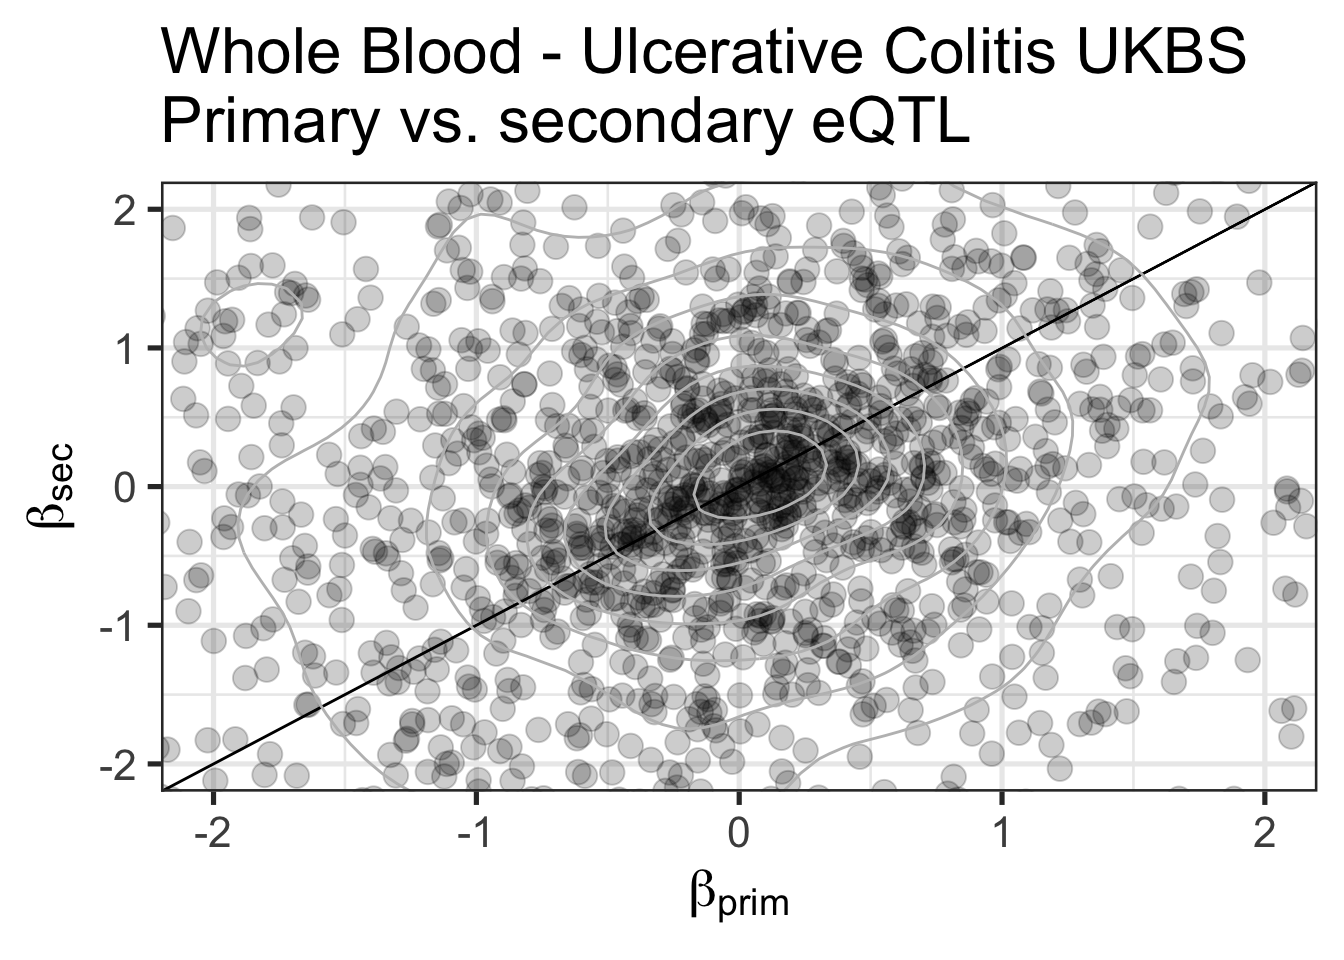 Whole Blood - Ulcerative Colitis UKBS
Primary vs. secondary eQTL
2
1
0
-1
-2
βsec
-2 -1 0 1 2
βprim